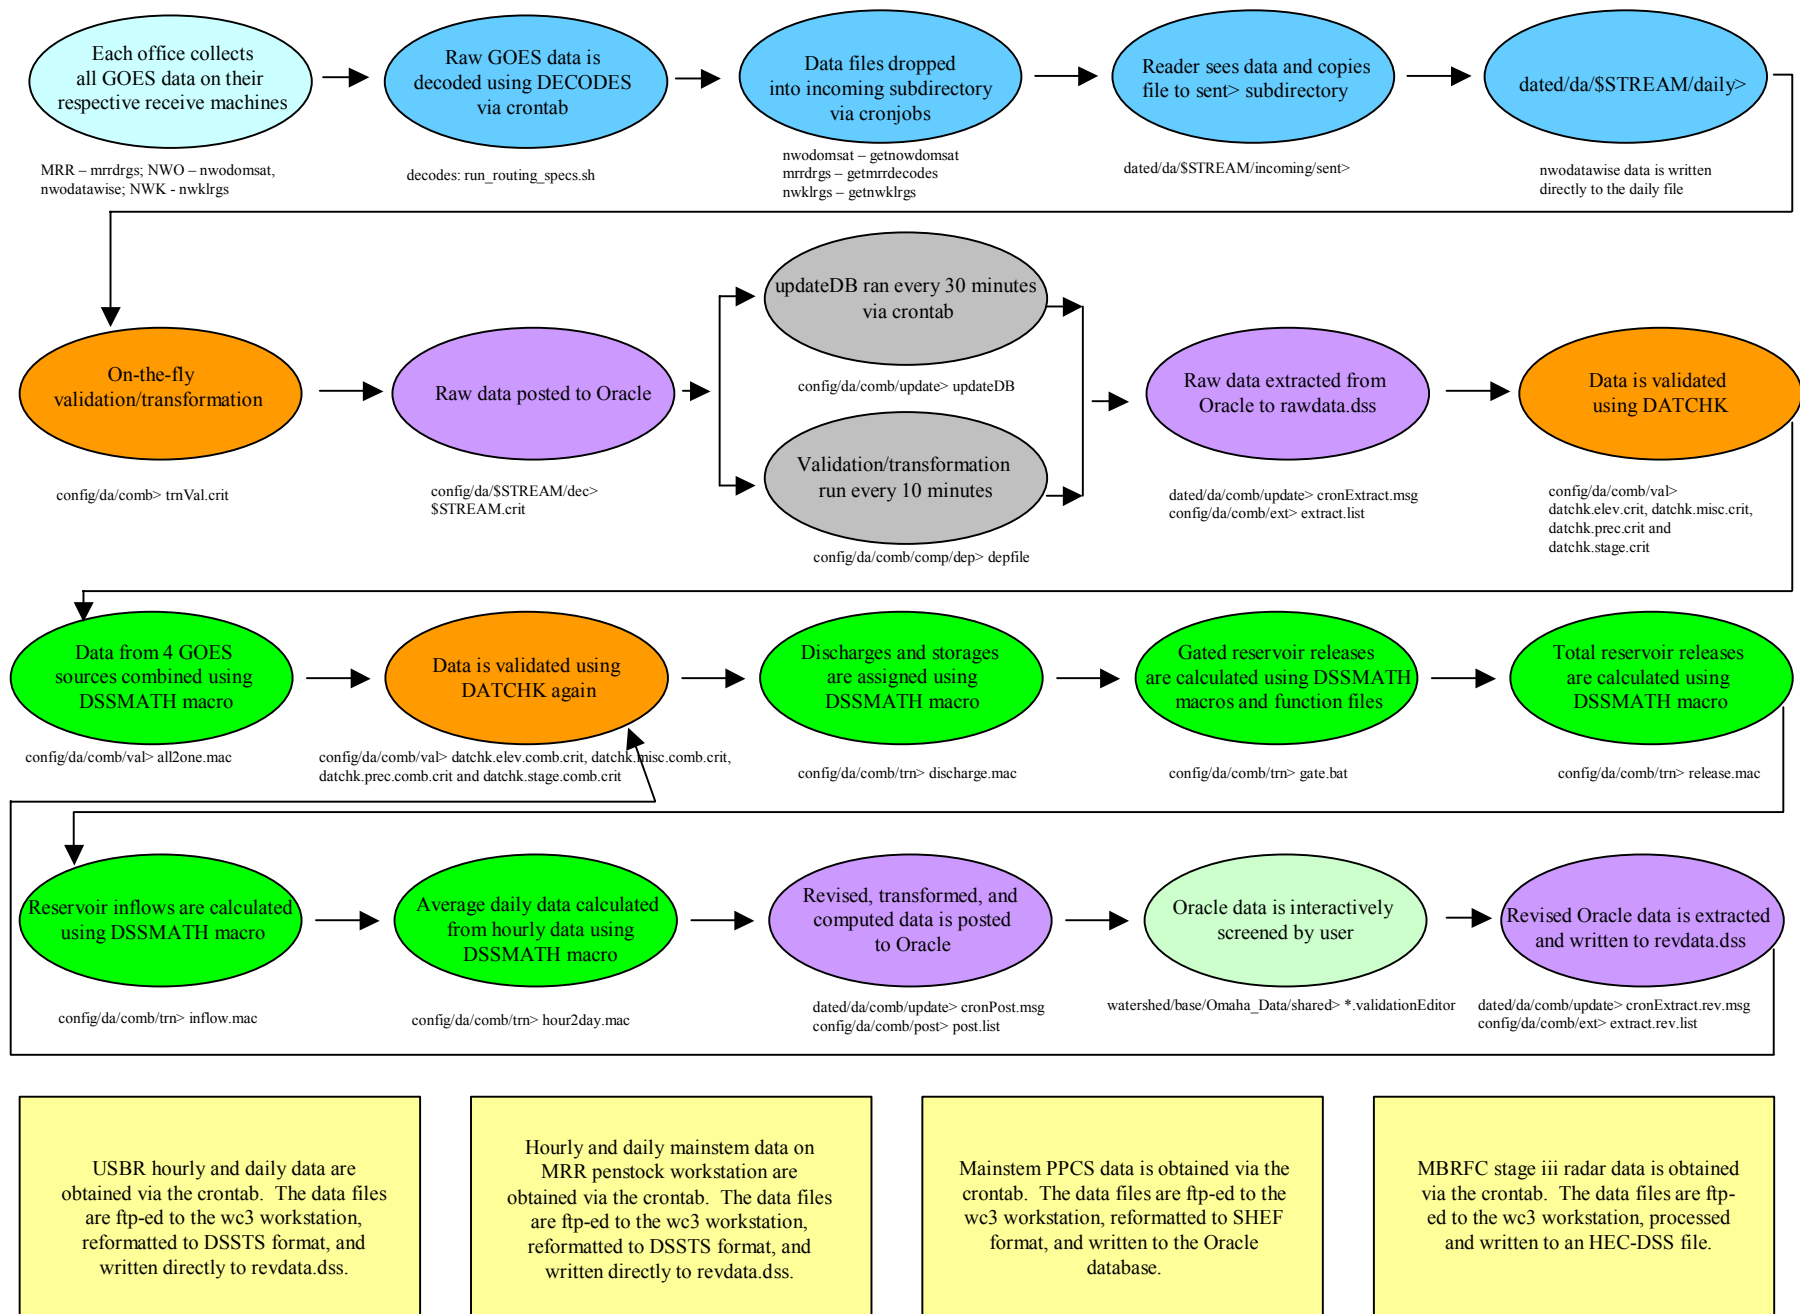 Each office collects
all GOES data on their
respective receive machines
MRR – mrrdrgs; NWO – nwodomsat,
nwodatawise; NWK - nwklrgs
Raw GOES data is
decoded using DECODES
via crontab
decodes: run_routing_specs.sh
Data files dropped
into incoming subdirectory
via cronjobs
nwodomsat – getnowdomsat
mrrdrgs – getmrrdecodes
nwklrgs – getnwklrgs
Reader sees data and copies
file to sent> subdirectory
dated/da/$STREAM/incoming/sent>
dated/da/$STREAM/daily>
nwodatawise data is written
directly to the daily file
On-the-fly
validation/transformation
config/da/comb> trnVal.crit
Raw data posted to Oracle
config/da/$STREAM/dec>
$STREAM.crit
updateDB ran every 30 minutes
via crontab
config/da/comb/update> updateDB
Validation/transformation
run every 10 minutes
config/da/comb/comp/dep> depfile
Raw data extracted from
Oracle to rawdata.dss
dated/da/comb/update> cronExtract.msg
config/da/comb/ext> extract.list
Data is validated
using DATCHK
config/da/comb/val>
datchk.elev.crit, datchk.misc.crit,
datchk.prec.crit and
datchk.stage.crit
Data from 4 GOES
sources combined using
DSSMATH macro
config/da/comb/val> all2one.mac
Data is validated using
DATCHK again
config/da/comb/val> datchk.elev.comb.crit, datchk.misc.comb.crit,
datchk.prec.comb.crit and datchk.stage.comb.crit
Discharges and storages
are assigned using
DSSMATH macro
config/da/comb/trn> discharge.mac
Gated reservoir releases
are calculated using DSSMATH
macros and function files
config/da/comb/trn> gate.bat
Total reservoir releases
are calculated using
DSSMATH macro
config/da/comb/trn> release.mac
Reservoir inflows are calculated
using DSSMATH macro
config/da/comb/trn> inflow.mac
Average daily data calculated
from hourly data using
DSSMATH macro
config/da/comb/trn> hour2day.mac
Revised, transformed, and
computed data is posted
to Oracle
dated/da/comb/update> cronPost.msg
config/da/comb/post> post.list
Oracle data is interactively
screened by user
watershed/base/Omaha_Data/shared> *.validationEditor
Revised Oracle data is extracted
and written to revdata.dss
dated/da/comb/update> cronExtract.rev.msg
config/da/comb/ext> extract.rev.list
USBR hourly and daily data are
obtained via the crontab.  The data files
are ftp-ed to the wc3 workstation,
reformatted to DSSTS format, and
written directly to revdata.dss.
Hourly and daily mainstem data on
MRR penstock workstation are
obtained via the crontab.  The data files
are ftp-ed to the wc3 workstation,
reformatted to DSSTS format, and
written directly to revdata.dss.
Mainstem PPCS data is obtained via the
crontab.  The data files are ftp-ed to the
wc3 workstation, reformatted to SHEF
format, and written to the Oracle
database.
MBRFC stage iii radar data is obtained
via the crontab.  The data files are ftp-
ed to the wc3 workstation, processed
and written to an HEC-DSS file.